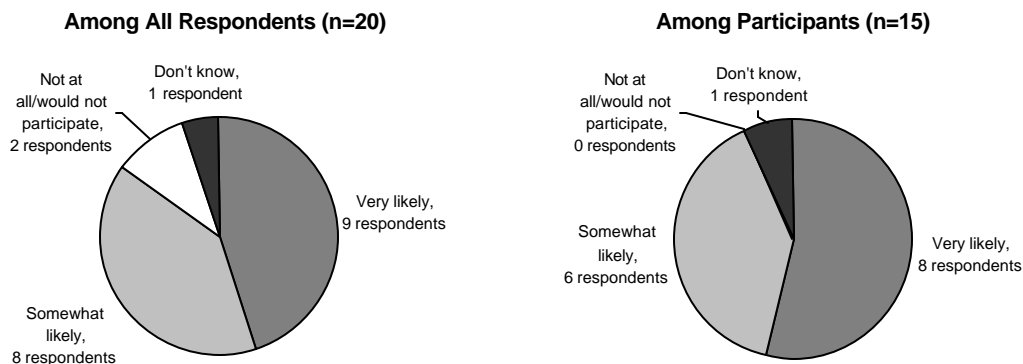 Among All Respondents (n=20)
Don't know,
1 respondent
Not at
all/would not
participate,
2 respondents
Very likely,
9 respondents
Somewhat
likely,
8 respondents
Among Participants (n=15)
Don't know,
1 respondent
Not at
all/would not
participate,
0 respondents
Somewhat
likely,
6 respondents
Very likely,
8 respondents